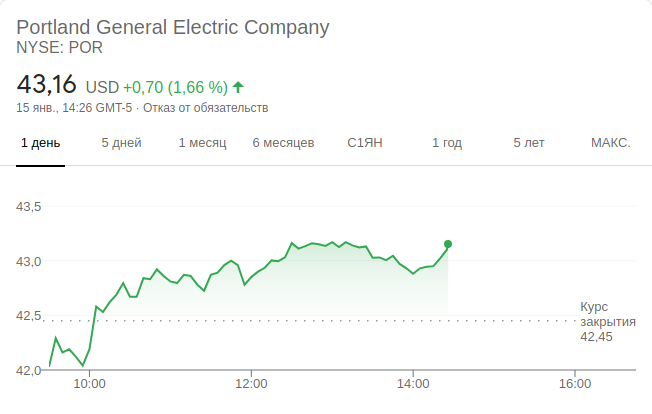 Portland General Electric Company
NYSE: POR
43,16 USD +0,70 (1,66 %)
15 янв., 14:26 GMT-5 · Отказ от обязательств
1 день 5 дней 1 месяц 6 месяцев С1ЯН 1 год 5 лет МАКС.
43,5
43,0
42,5
Курс
закрытия
42,45
42,0
10:00 12:00 14:00 16:00